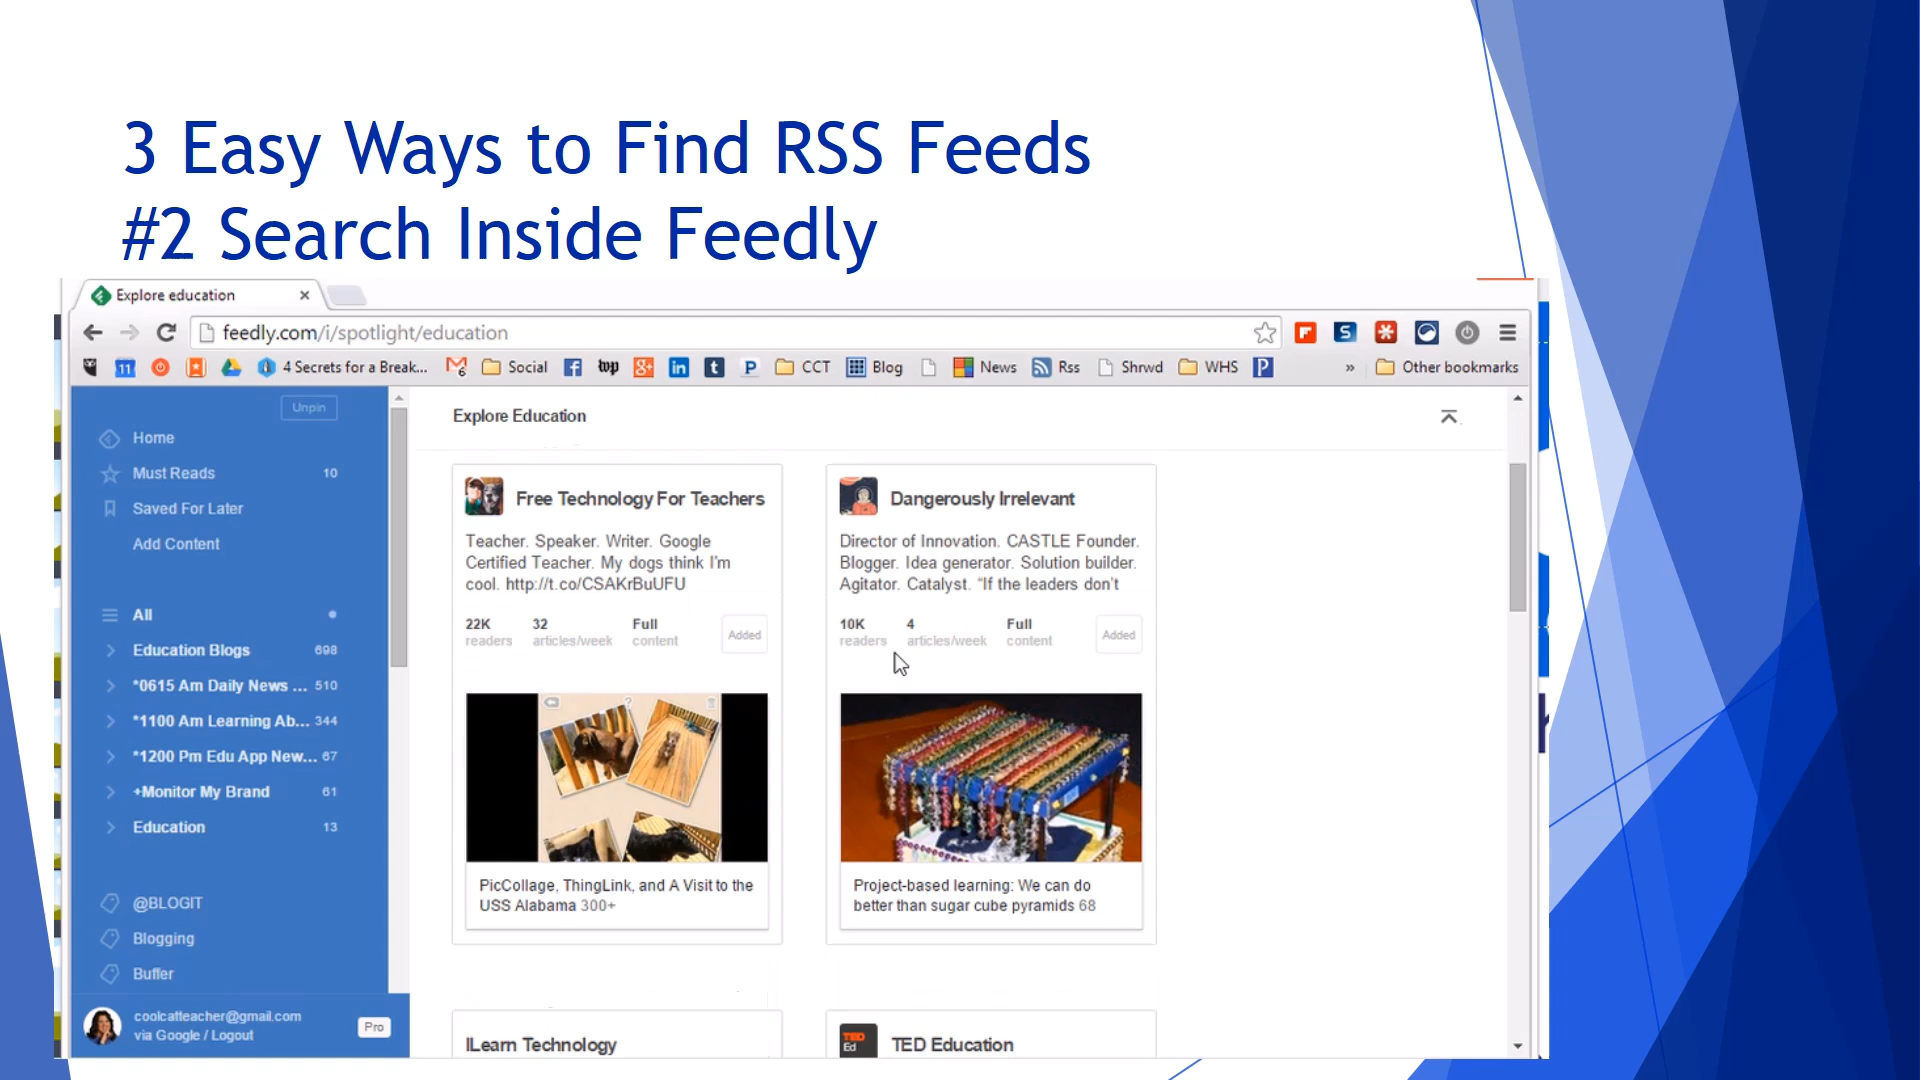 3 Easy Ways to Find RSS Feeds
#2 Search Inside Feedly
Explore education
feedly.com/i/spotlight/education
11
4 Secrets for a Break...
Social
wp
in
t
P
CCT
Blog
News
Rss
Shrwd
WHS
P
»
Other bookmarks
Unpin
Home
Must Reads 10
Saved For Later
Add Content
All
Education Blogs 698
*0615 Am Daily News ... 510
*1100 Am Learning Ab... 344
*1200 Pm Edu App New... 67
+Monitor My Brand 61
Education 13
@BLOGIT
Blogging
Buffer
coolcatteacher@gmail.com
via Google / Logout
Pro
Explore Education
Free Technology For Teachers
Teacher. Speaker. Writer. Google
Certified Teacher. My dogs think I'm
cool. http://t.co/CSAKrBuUFU
22K 32 Full
readers articles/week content
Added
PicCollage, ThingLink, and A Visit to the
USS Alabama 300+
Dangerously Irrelevant
Director of Innovation. CASTLE Founder.
Blogger. Idea generator. Solution builder.
Agitator. Catalyst. “If the leaders don’t
10K 4 Full
readers articles/week content
Added
Project-based learning: We can do
better than sugar cube pyramids 68
ILearn Technology
TED
Ed
TED Education